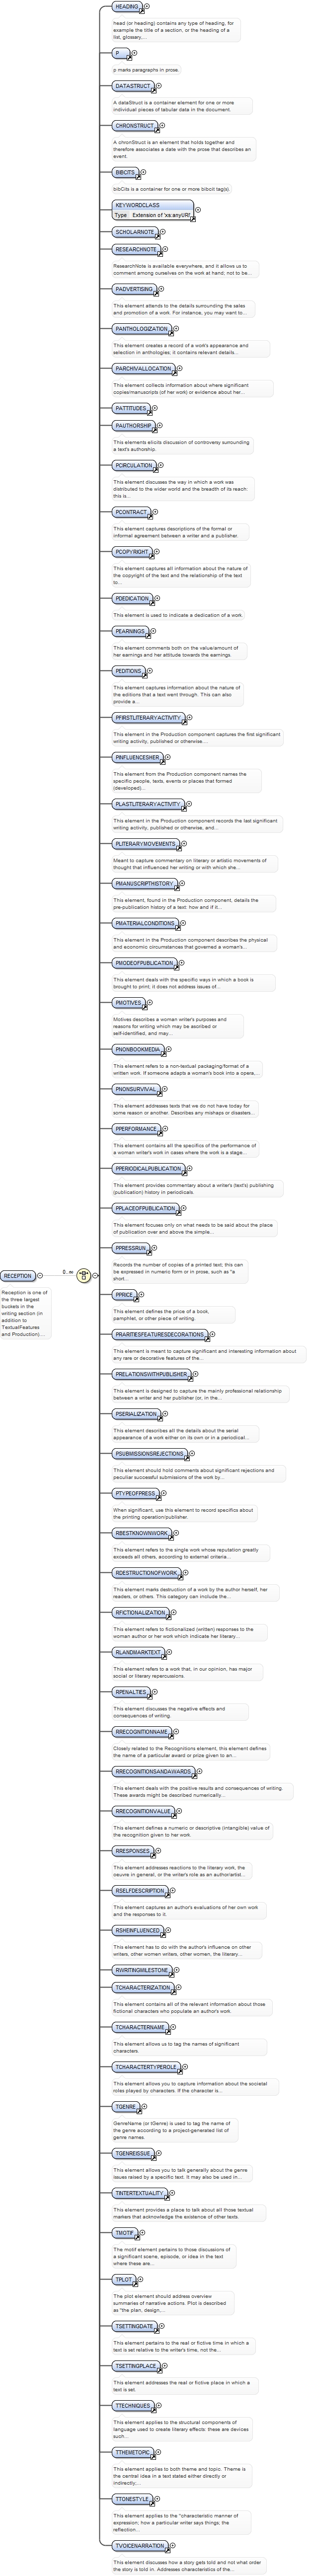 HEADING
head (or heading) contains any type of heading, for
example the title of a section, or the heading of a
list, glossary,...
P
p marks paragraphs in prose.
DATASTRUCT
A dataStruct is a container element for one or more
individual pieces of tabular data in the document.
CHRONSTRUCT
A chronStruct is an element that holds together and
therefore associates a date with the prose that describes an
event.
BIBCITS
bibCits is a container for one or more bibcit tag(s).
KEYWORDCLASS
Type Extension of 'xs:anyURI'
SCHOLARNOTE
RESEARCHNOTE
ResearchNote is available everywhere, and it allows us to
comment among ourselves on the work at hand; not to be...
PADVERTISING
This element attends to the details surrounding the sales
and promotion of a work. For instance, you may want to...
PANTHOLOGIZATION
This element creates a record of a work's appearance and
selection in anthologies; it contains relevant details...
PARCHIVALLOCATION
This element collects information about where significant
copies/manuscripts (of her work) or evidence about her...
PATTITUDES
PAUTHORSHIP
This elements elicits discussion of controversy surrounding
a text's authorship.
PCIRCULATION
This element discusses the way in which a work was
distributed to the wider world and the breadth of its reach:
this is...
PCONTRACT
This element captures descriptions of the formal or
informal agreement between a writer and a publisher.
PCOPYRIGHT
This element captures all information about the nature of
the copyright of the text and the relationship of the text
to...
PDEDICATION
This element is used to indicate a dedication of a work.
PEARNINGS
This element comments both on the value/amount of
her earnings and her attitude towards the earnings.
PEDITIONS
This element captures information about the nature of
the editions that a text went through. This can also
provide a...
PFIRSTLITERARYACTIVITY
This element in the Production component captures the first significant
writing activity, published or otherwise....
PINFLUENCESHER
This element from the Production component names the
specific people, texts, events or places that formed
(developed)...
PLASTLITERARYACTIVITY
This element in the Production component records the last significant
writing activity, published or otherwise, and...
PLITERARYMOVEMENTS
Meant to capture commentary on literary or artistic movements of
thought that influenced her writing or with which she...
PMANUSCRIPTHISTORY
This element, found in the Production component, details the
pre-publication history of a text: how and if it...
PMATERIALCONDITIONS
This element in the Production component describes the physical
and economic circumstances that governed a woman's...
PMODEOFPUBLICATION
This element deals with the specific ways in which a book is
brought to print; it does not address issues of...
PMOTIVES
Motives describes a woman writer's purposes and
reasons for writing which may be ascribed or
self-identified, and may...
PNONBOOKMEDIA
This element refers to a non-textual packaging/format of a
written work. If someone adapts a woman's book into a opera,...
PNONSURVIVAL
This element addresses texts that we do not have today for
some reason or another. Describes any mishaps or disasters...
PPERFORMANCE
This element contains all the specifics of the performance of
a woman writer's work in cases where the work is a stage...
PPERIODICALPUBLICATION
This element provides commentary about a writer's (text's) publishing
(publication) history in periodicals.
PPLACEOFPUBLICATION
This element focuses only on what needs to be said about the place
of publication over and above the simple...
PPRESSRUN
Records the number of copies of a printed text; this can
be expressed in numeric form or in prose, such as "a
short...
PPRICE
This element defines the price of a book,
pamphlet, or other piece of writing.
PRARITIESFEATURESDECORATIONS
This element is meant to capture significant and interesting information about
any rare or decorative features of the...
PRELATIONSWITHPUBLISHER
This element is designed to capture the mainly professional relationship
between a writer and her publisher (or, in the...
PSERIALIZATION
This element describes all the details about the serial
appearance of a work either on its own or in a periodical...
PSUBMISSIONSREJECTIONS
This element should hold comments about significant rejections and
peculiar successful submissions of the work by...
PTYPEOFPRESS
When significant, use this element to record specifics about
the printing operation/publisher.
RBESTKNOWNWORK
This element refers to the single work whose reputation greatly
exceeds all others, according to external criteria...
RDESTRUCTIONOFWORK
This element marks destruction of a work by the author herself, her
readers, or others. This category can include the...
RFICTIONALIZATION
This element refers to fictionalized (written) responses to the
woman author or her work which indicate her literary...
RLANDMARKTEXT
This element refers to a work that, in our opinion, has major
social or literary repercussions.
RPENALTIES
This element discusses the negative effects and
consequences of writing.
RRECOGNITIONNAME
Closely related to the Recognitions element, this element defines
the name of a particular award or prize given to an...
RRECOGNITIONSANDAWARDS
This element deals with the positive results and consequences of writing.
These awards might be described numerically...
RRECOGNITIONVALUE
This element defines a numeric or descriptive (intangible) value of
the recognition given to her work.
RRESPONSES
This element addresses reactions to the literary work, the
oeuvre in general, or the writer's role as an author/artist...
RSELFDESCRIPTION
This element captures an author's evaluations of her own work
and the responses to it.
RSHEINFLUENCED
This element has to do with the author's influence on other
writers, other women writers, other women, the literary...
RWRITINGMILESTONE
TCHARACTERIZATION
This element contains all of the relevant information about those
fictional characters who populate an author's work.
TCHARACTERNAME
This element allows us to tag the names of significant
characters.
TCHARACTERTYPEROLE
This element allows you to capture information about the societal
roles played by characters. If the character is...
TGENRE
GenreName (or tGenre) is used to tag the name of
the genre according to a project-generated list of
genre names.
TGENREISSUE
This element allows you to talk generally about the genre
issues raised by a specific text. It may also be used in...
TINTERTEXTUALITY
This element provides a place to talk about all those textual
markers that acknowledge the existence of other texts.
TMOTIF
The motif element pertains to those discussions of
a significant scene, episode, or idea in the text
where these are...
TPLOT
The plot element should address overview
summaries of narrative actions. Plot is described
as "the plan, design,...
TSETTINGDATE
This element pertains to the real or fictive time in which a
text is set relative to the writer's time, not the...
TSETTINGPLACE
This element addresses the real or fictive place in which a
text is set.
TTECHNIQUES
This element applies to the structural components of
language used to create literary effects: these are devices
such...
TTHEMETOPIC
This element applies to both theme and topic. Theme is
the central idea in a text stated either directly or
indirectly;...
TTONESTYLE
This element applies to the "characteristic manner of
expression; how a particular writer says things; the
reflection...
TVOICENARRATION
This element discusses how a story gets told and not what order
the story is told in. Addresses characteristics of the...
RECEPTION
0..∞
Reception is one of
the three largest
buckets in the
writing section (in
addition to
TextualFeatures
and Production)....